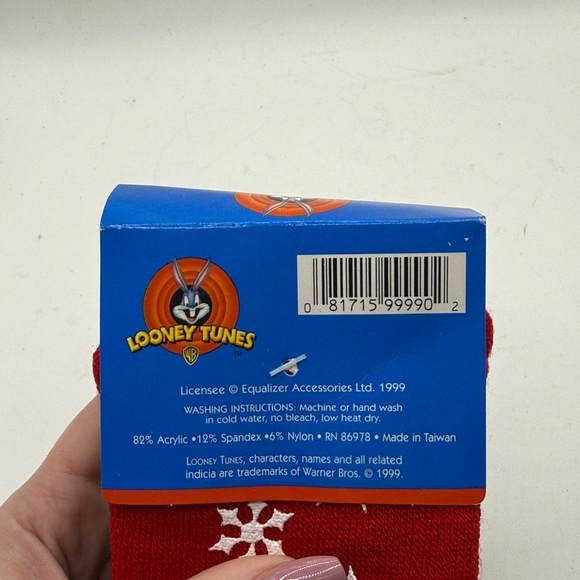 LOONEY TUNES
WB
TM
0 81715 99990 2
Licensee © Equalizer Accessories Ltd. 1999
WASHING INSTRUCTIONS: Machine or hand wash
in cold water, no bleach, low heat dry.
82% Acrylic •12% Spandex •6% Nylon • RN 86978 • Made in Taiwan
LOONEY TUNES, characters, names and all related
indicia are trademarks of Warner Bros. © 1999.